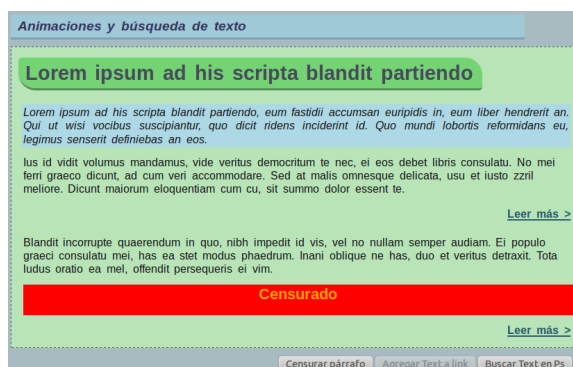 Animaciones y búsqueda de texto
Lorem ipsum ad his scripta blandit partiendo
Lorem ipsum ad his scripta blandit partiendo, eum fastidii accumsan euripidis in, eum liber hendrerit an.
Qui ut wisi vocibus suscipiantur, quo dicit ridens inciderint id. Quo mundi lobortis reformidans eu,
legimus senserit definiebas an eos.
Ius id vidit volumus mandamus, vide veritus democritum te nec, ei eos debet libris consulatu. No mei
ferri graeco dicunt, ad cum veri accommodare. Sed at malis omnesque delicata, usu et iusto zzril
meliore. Dicunt maiorum eloquentiam cum cu, sit summo dolor essent te.
Leer más >
Blandit incorrupte quaerendum in quo, nibh impedit id vis, vel no nullam semper audiam. Ei populo
graeci consulatu mei, has ea stet modus phaedrum. Inani oblique ne has, duo et veritus detraxit. Tota
ludus oratio ea mel, offendit persequeris ei vim.
Censurado
Leer más >
Censurar párrafo Agregar Text a link Buscar Text en Ps